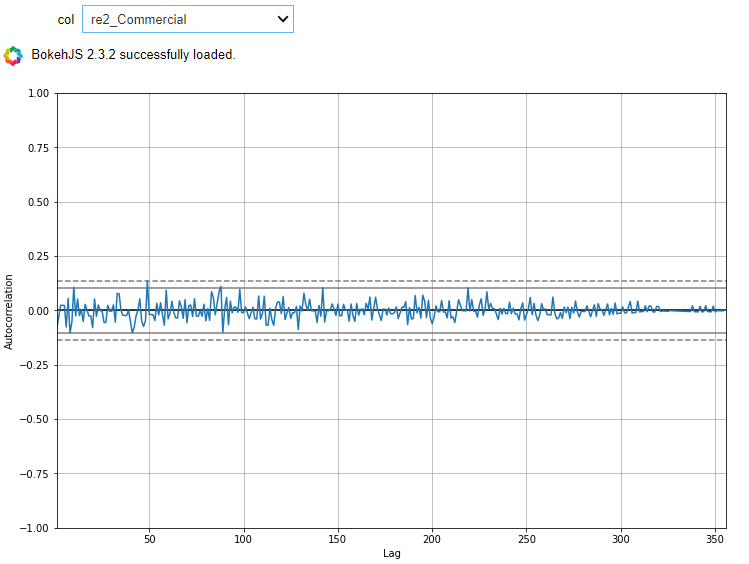 col re2_Commercial
BokehJS 2.3.2 successfully loaded.
1.00
0.75
0.50
0.25
0.00
−0.25
−0.50
−0.75
−1.00
Autocorrelation
50 100 150 200 250 300 350
Lag